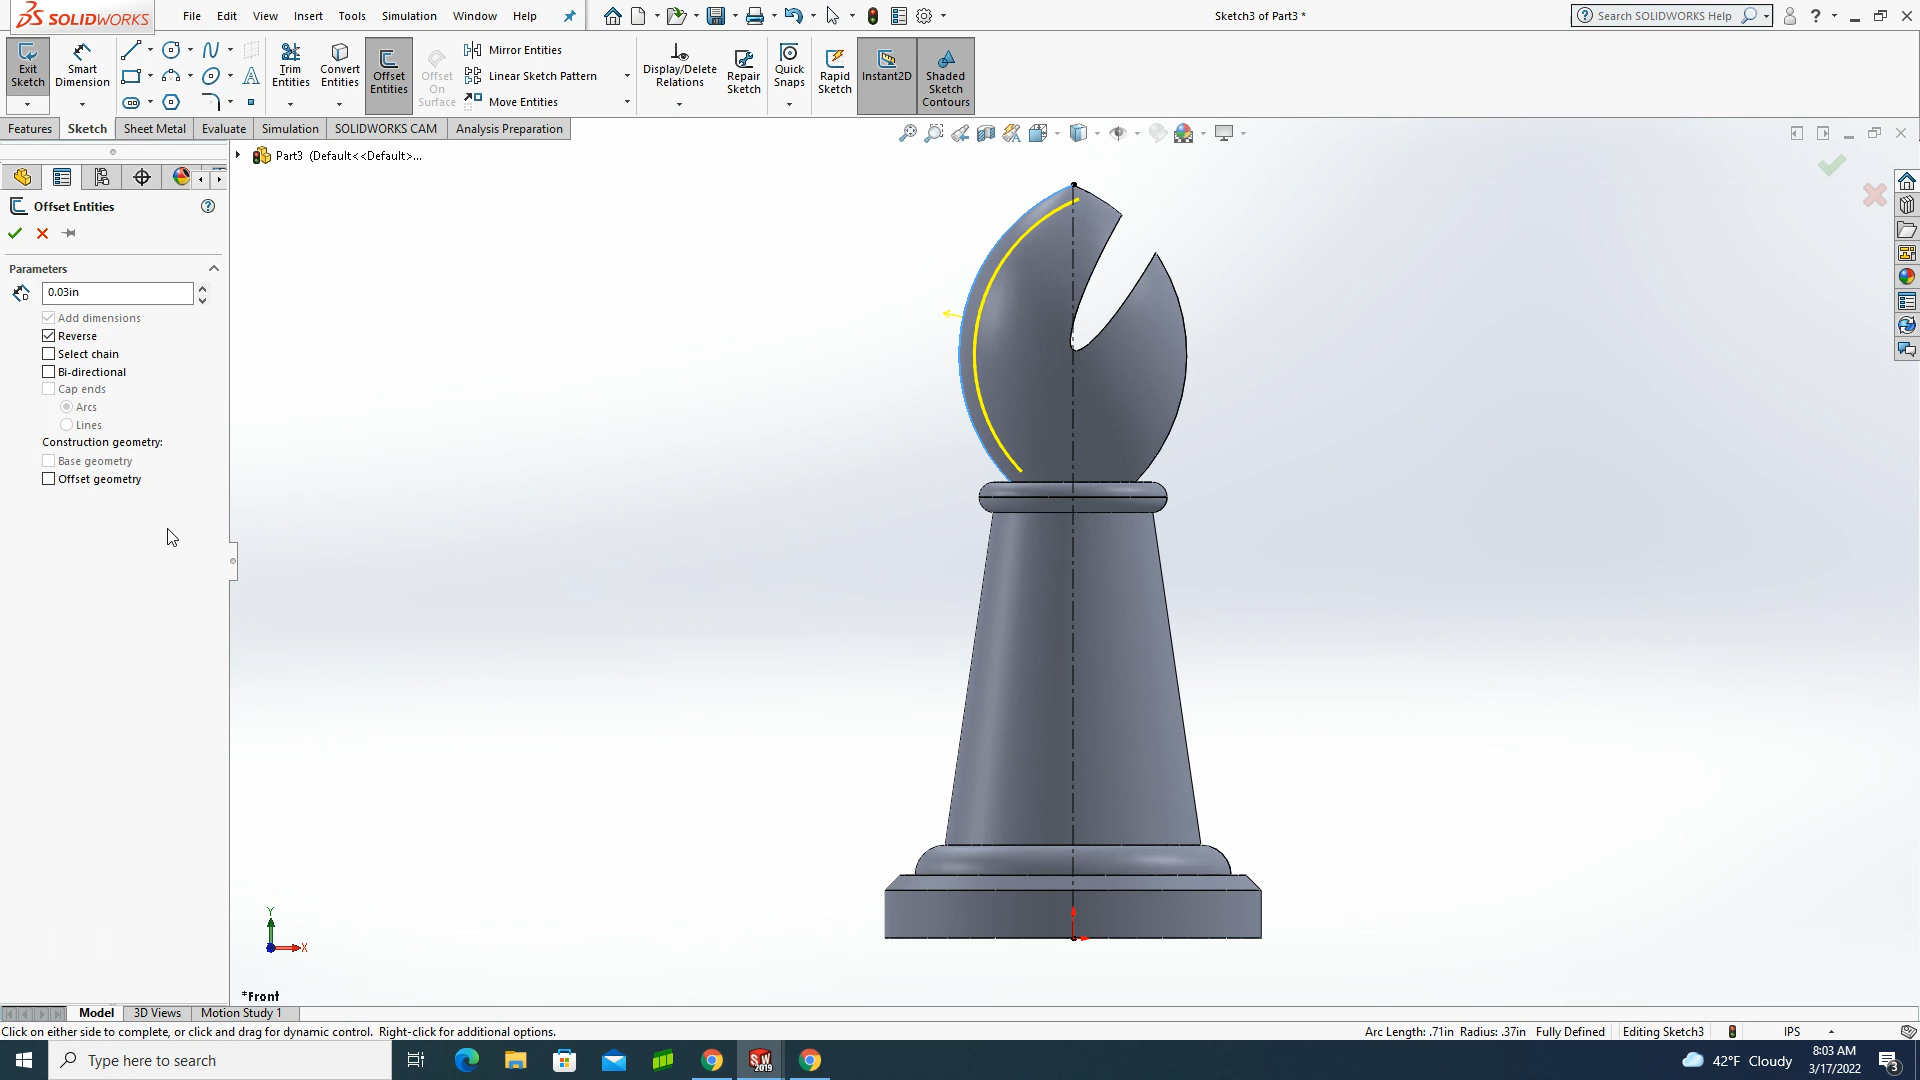 SOLIDWORKS
File Edit View Insert Tools Simulation Window Help
Sketch3 of Part3 *
Search SOLIDWORKS Help
Exit Sketch
Smart Dimension
Trim Entities
Convert Entities
Offset Entities
Offset On Surface
Mirror Entities
Linear Sketch Pattern
Move Entities
Display/Delete Relations
Repair Sketch
Quick Snaps
Rapid Sketch
Instant2D
Shaded Sketch Contours
Features Sketch Sheet Metal Evaluate Simulation SOLIDWORKS CAM Analysis Preparation
Part3 (Default<<Default>...
Offset Entities
Parameters
0.03in
Add dimensions
Reverse
Select chain
Bi-directional
Cap ends
Arcs
Lines
Construction geometry:
Base geometry
Offset geometry
Y
X
*Front
Model 3D Views Motion Study 1
Click on either side to complete, or click and drag for dynamic control. Right-click for additional options.
Arc Length: .71in Radius: .37in Fully Defined Editing Sketch3 IPS
Type here to search
SW 2019
42°F Cloudy
8:03 AM
3/17/2022
3